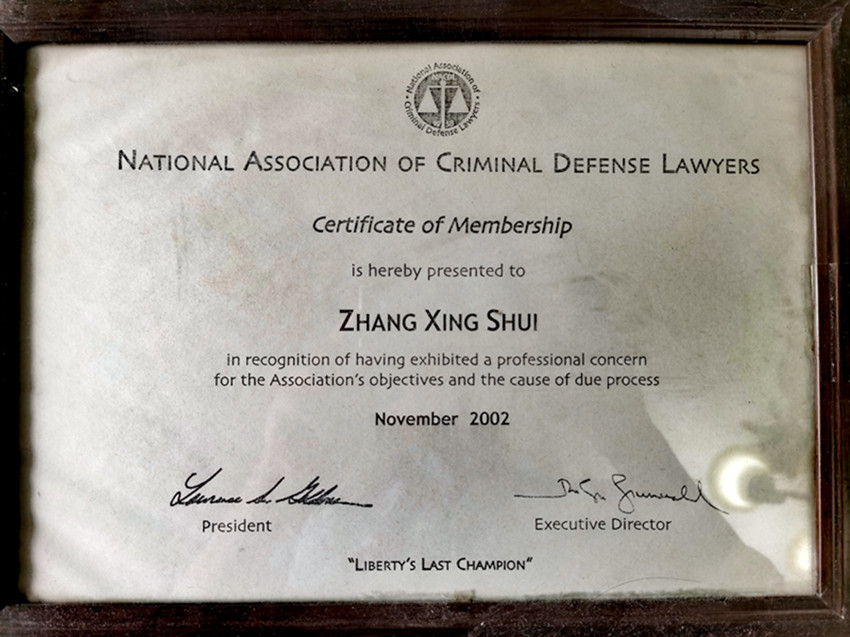 National Association of
NACDL
Criminal Defense Lawyers
NATIONAL ASSOCIATION OF CRIMINAL DEFENSE LAWYERS
Certificate of Membership
is hereby presented to
ZHANG XING SHUI
in recognition of having exhibited a professional concern
for the Association's objectives and the cause of due process
November 2002
President
Executive Director
"LIBERTY'S LAST CHAMPION"